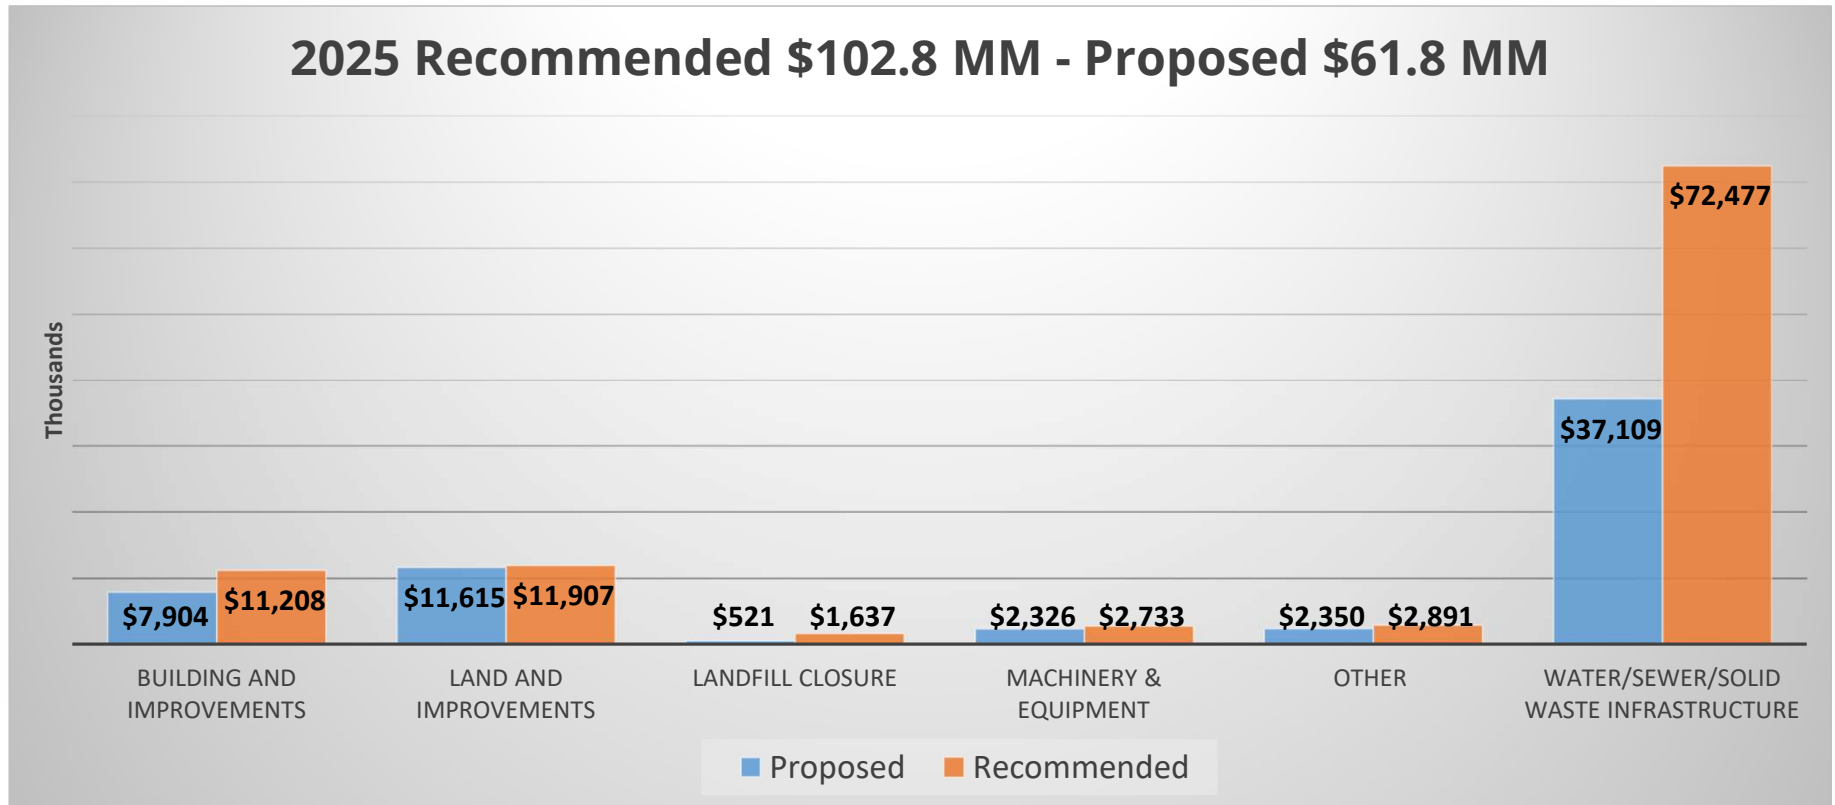 2025 Recommended $102.8 MM - Proposed $61.8 MM
Thousands
$7,904 $11,208 $11,615 $11,907 $521 $1,637 $2,326 $2,733 $2,350 $2,891 $37,109 $72,477
BUILDING AND
IMPROVEMENTS
LAND AND
IMPROVEMENTS
LANDFILL CLOSURE
MACHINERY &
EQUIPMENT
OTHER
WATER/SEWER/SOLID
WASTE INFRASTRUCTURE
Proposed Recommended